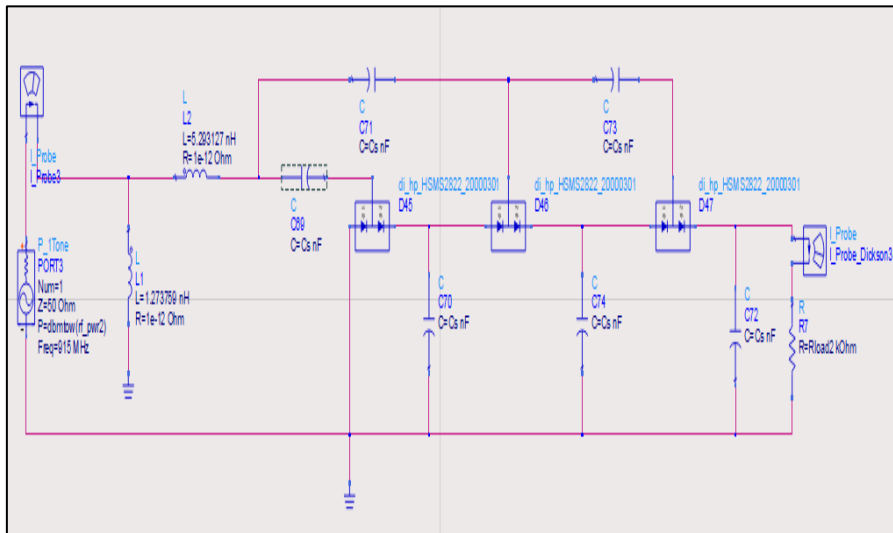 I_Probe
I_Probe3
P_1Tone
PORT3
Num=1
Z=50 Ohm
P=dbmtow(rf_pwr2)
Freq=915 MHz
L
L1
L=1.273759 nH
R=1e-12 Ohm
L
L2
L=5.293127 nH
R=1e-12 Ohm
C
C69
C=Cs nF
C
C71
C=Cs nF
C
C73
C=Cs nF
di_hp_HSMS2822_20000301
D45
di_hp_HSMS2822_20000301
D46
di_hp_HSMS2822_20000301
D47
C
C70
C=Cs nF
C
C74
C=Cs nF
C
C72
C=Cs nF
I_Probe
I_Probe_Dickson3
R
R7
R=Rload2 kOhm